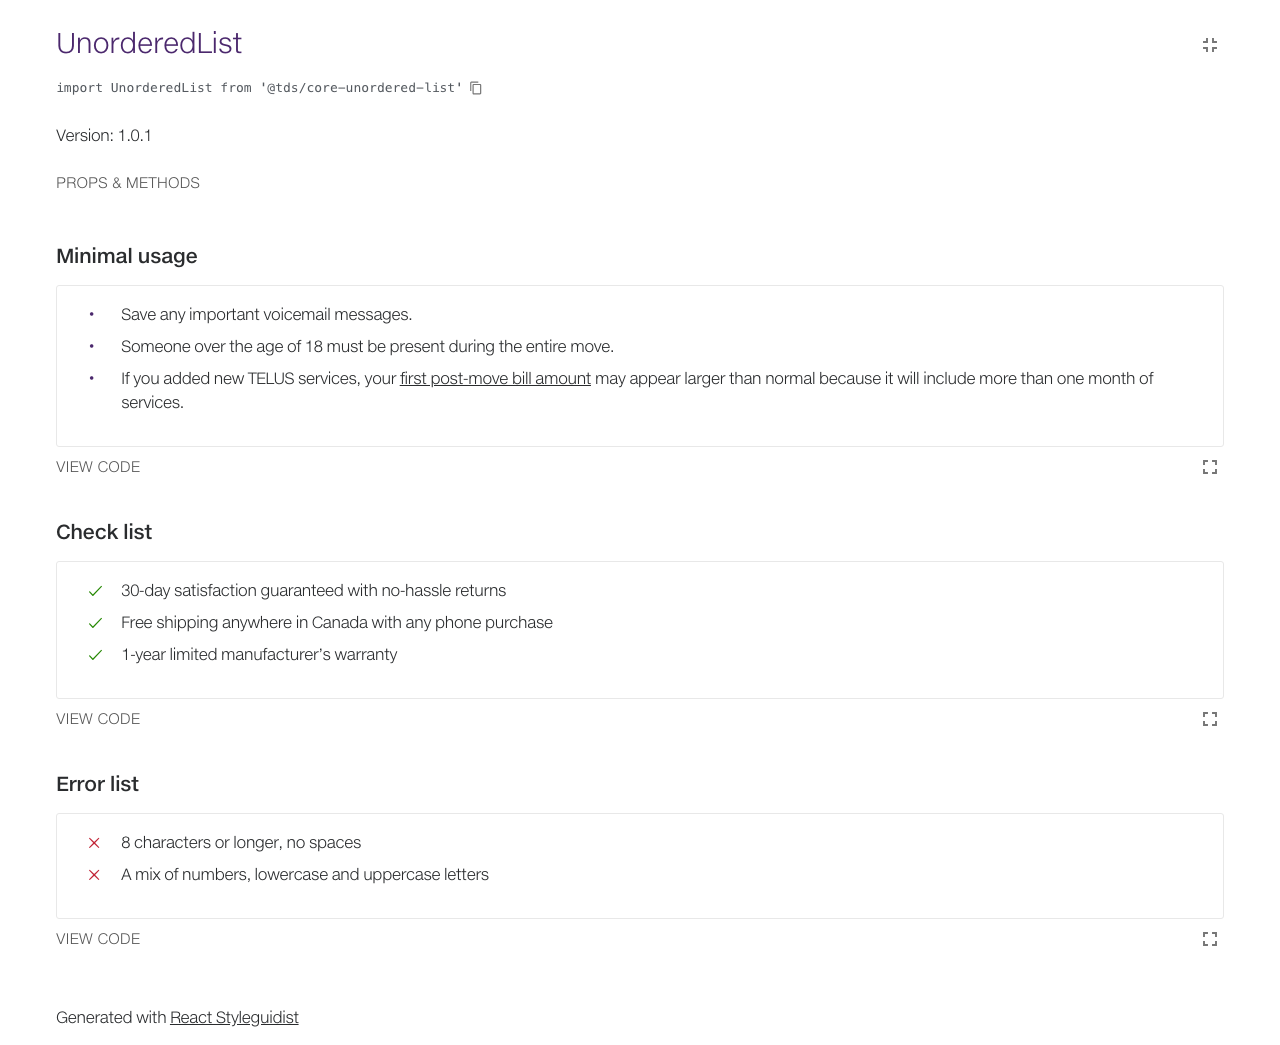 UnorderedList
import UnorderedList from '@tds/core-unordered-list'
Version: 1.0.1
PROPS & METHODS
Minimal usage
• Save any important voicemail messages.
• Someone over the age of 18 must be present during the entire move.
• If you added new TELUS services, your first post-move bill amount may appear larger than normal because it will include more than one month of
services.
VIEW CODE
Check list
30-day satisfaction guaranteed with no-hassle returns
Free shipping anywhere in Canada with any phone purchase
1-year limited manufacturer's warranty
VIEW CODE
Error list
8 characters or longer, no spaces
A mix of numbers, lowercase and uppercase letters
VIEW CODE
Generated with React Styleguidist